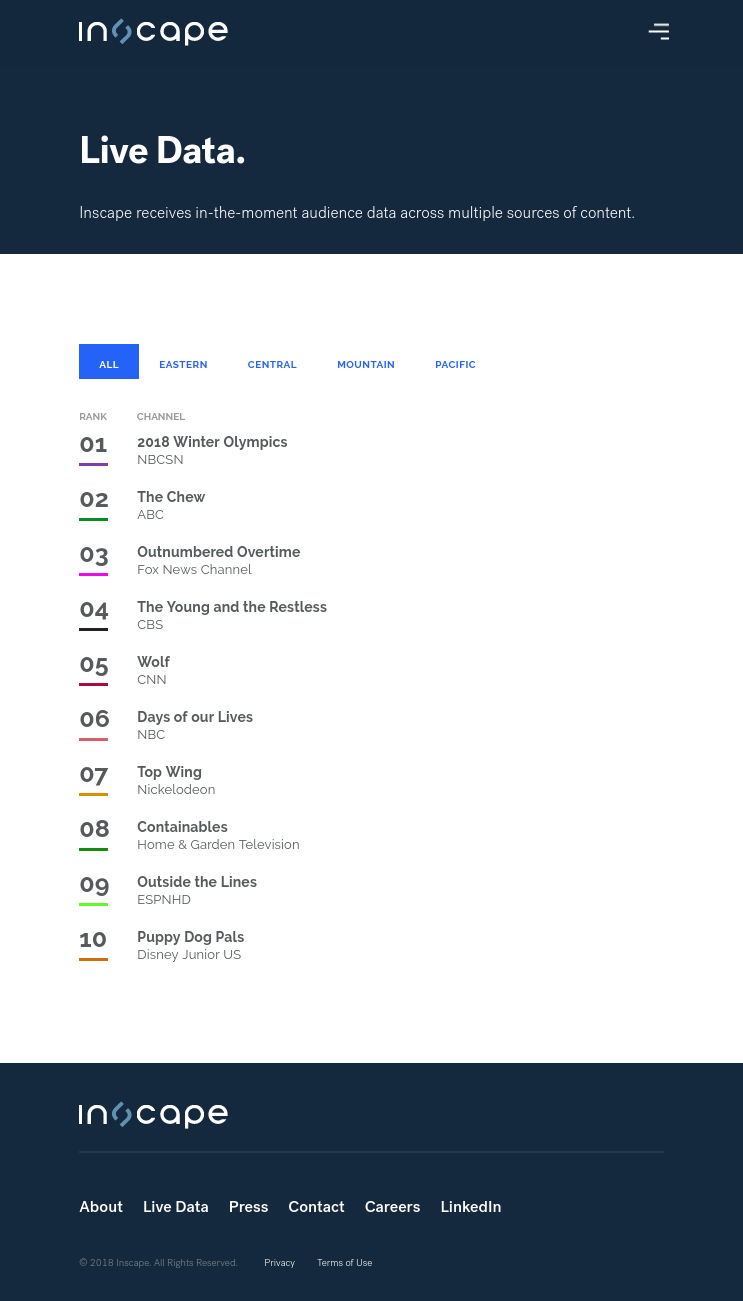 inscape
Live Data.
Inscape receives in-the-moment audience data across multiple sources of content.
ALL EASTERN CENTRAL MOUNTAIN PACIFIC
RANK CHANNEL
01 2018 Winter Olympics
NBCSN
02 The Chew
ABC
03 Outnumbered Overtime
Fox News Channel
04 The Young and the Restless
CBS
05 Wolf
CNN
06 Days of our Lives
NBC
07 Top Wing
Nickelodeon
08 Containables
Home & Garden Television
09 Outside the Lines
ESPNHD
10 Puppy Dog Pals
Disney Junior US
inscape
About Live Data Press Contact Careers LinkedIn
© 2018 Inscape. All Rights Reserved. Privacy Terms of Use